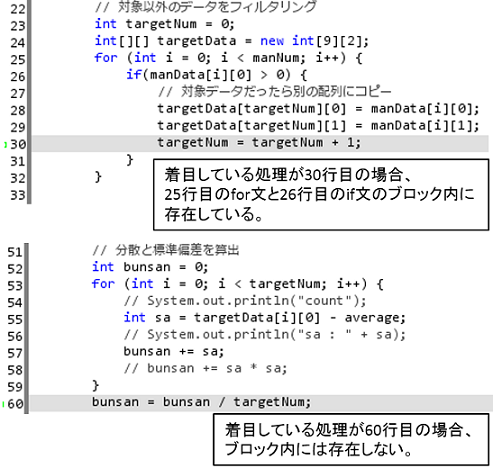 22 // 対象以外のデータをフィルタリング
23 int targetNum = 0;
24 int[][] targetData = new int[9][2];
25 for (int i = 0; i < manNum; i++) {
26 if(manData[i][0] > 0) {
27 // 対象データだったら別の配列にコピー
28 targetData[targetNum][0] = manData[i][0];
29 targetData[targetNum][1] = manData[i][1];
30 targetNum = targetNum + 1;
31 }
32 }
33
着目している処理が30行目の場合、
25行目のfor文と26行目のif文のブロック内に
存在している。
51 // 分散と標準偏差を算出
52 int bunsan = 0;
53 for (int i = 0; i < targetNum; i++) {
54 // System.out.println("count");
55 int sa = targetData[i][0] - average;
56 // System.out.println("sa : " + sa);
57 bunsan += sa;
58 // bunsan += sa * sa;
59 }
60 bunsan = bunsan / targetNum;
着目している処理が60行目の場合、
ブロック内には存在しない。